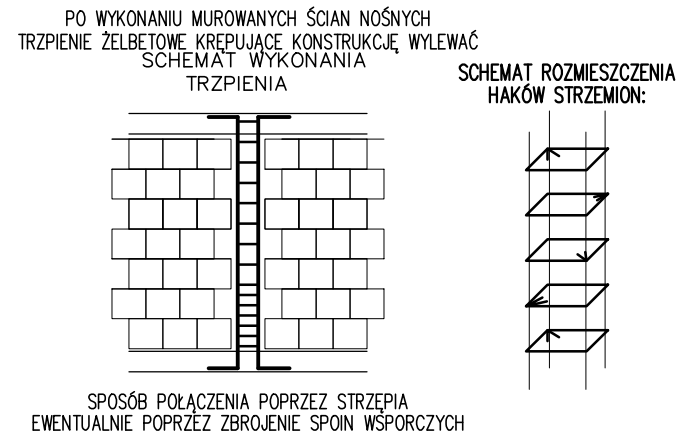 PO WYKONANIU MUROWANYCH ŚCIAN NOŚNYCH
TRZPIENIE ŻELBETOWE KRĘPUJĄCE KONSTRUKCJĘ WYLEWAĆ
SCHEMAT WYKONANIA
TRZPIENIA
SCHEMAT ROZMIESZCZENIA
HAKÓW STRZEMION:
SPOSÓB POŁĄCZENIA POPRZEZ STRZĘPIA
EWENTUALNIE POPRZEZ ZBROJENIE SPOIN WSPORCZYCH